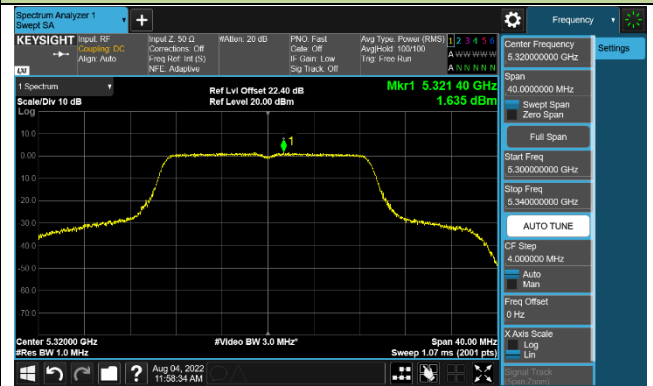 Spectrum Analyzer 1
Swept SA
+
Frequency
KEYSIGHT
Input: RF
Coupling: DC
Align: Auto
LXI
Input Z: 50 Ω
Corrections: Off
Freq Ref: Int (S)
NFE: Adaptive
#Atten: 20 dB
PNO: Fast
Gate: Off
IF Gain: Low
Sig Track: Off
Avg Type: Power (RMS)
Avg|Hold: 100/100
Trig: Free Run
1 2 3 4 5 6
A W W W W W
A N N N N N
1 Spectrum
Scale/Div 10 dB
Log
Ref Lvl Offset 22.40 dB
Ref Level 20.00 dBm
Mkr1 5.321 40 GHz
1.635 dBm
1
10.0
0.00
-10.0
-20.0
-30.0
-40.0
-50.0
-60.0
-70.0
Center 5.32000 GHz
#Res BW 1.0 MHz
#Video BW 3.0 MHz*
Span 40.00 MHz
Sweep 1.07 ms (2001 pts)
Aug 04, 2022
11:58:34 AM
Center Frequency
5.320000000 GHz
Settings
Span
40.0000000 MHz
Swept Span
Zero Span
Full Span
Start Freq
5.300000000 GHz
Stop Freq
5.340000000 GHz
AUTO TUNE
CF Step
4.000000 MHz
Auto
Man
Freq Offset
0 Hz
X Axis Scale
Log
Lin
Signal Track
(Span Zoom)